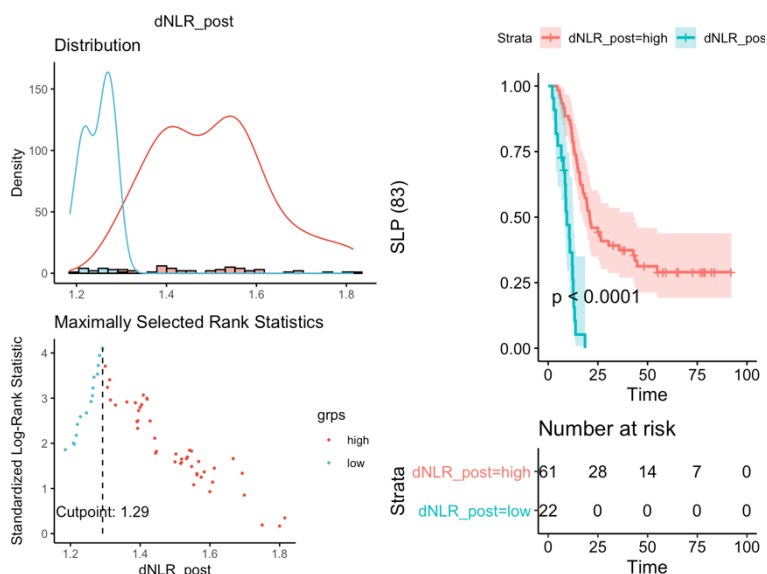 dNLR_post
Distribution
150
100
50
0
Density
1.2 1.4 1.6 1.8
Maximally Selected Rank Statistics
4
3
2
1
0
Standardized Log-Rank Statistic
Cutpoint: 1.29
1.2 1.4 1.6 1.8
dNLR_post
grps
high
low
Strata dNLR_post=high dNLR_pos
SLP (83)
1.00
0.75
0.50
0.25
0.00
p < 0.0001
0 25 50 75 100
Time
Number at risk
Strata
dNLR_post=high 61 28 14 7 0
dNLR_post=low 22 0 0 0 0
0 25 50 75 100
Time